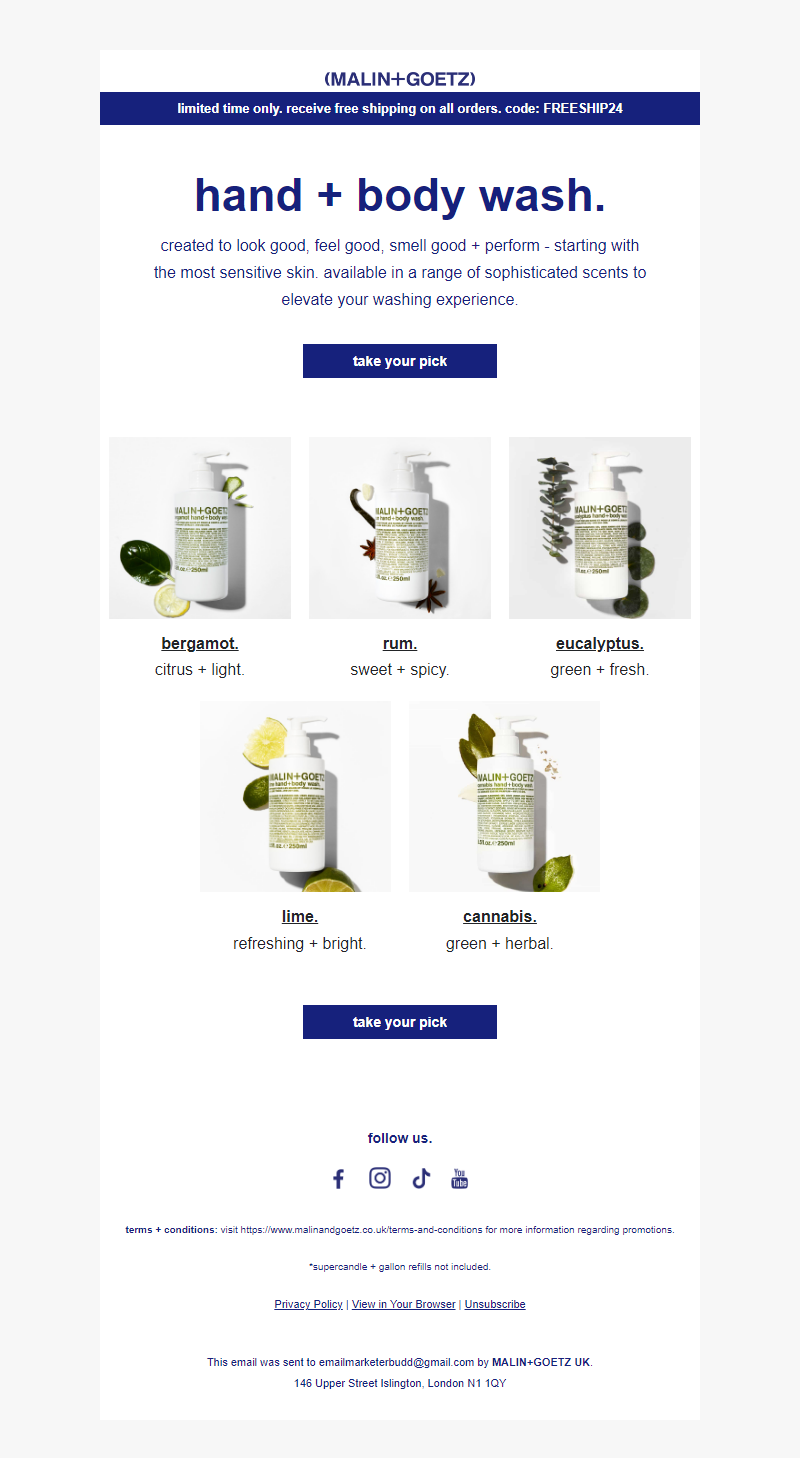 (MALIN+GOETZ)
limited time only. receive free shipping on all orders. code: FREESHIP24
hand + body wash.
created to look good, feel good, smell good + perform - starting with
the most sensitive skin. available in a range of sophisticated scents to
elevate your washing experience.
take your pick
MALIN+GOETZ
hand+body wash.
250ml
MALIN+GOETZ
hand+body wash.
250ml
MALIN+GOETZ
hand+body wash.
250ml
bergamot.
rum.
eucalyptus.
citrus + light.
sweet + spicy.
green + fresh.
MALIN+GOETZ
hand+body wash.
250ml
MALIN+GOETZ
hand+body wash.
250ml
lime.
cannabis.
refreshing + bright.
green + herbal.
take your pick
follow us.
You
Tube
terms + conditions: visit https://www.malinandgoetz.co.uk/terms-and-conditions for more information regarding promotions.
*supercandle + gallon refills not included.
Privacy Policy | View in Your Browser | Unsubscribe
This email was sent to emailmarketerbudd@gmail.com by MALIN+GOETZ UK.
146 Upper Street Islington, London N1 1QY